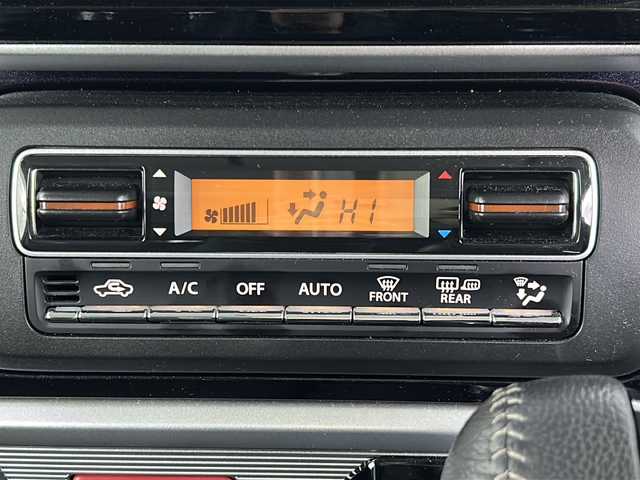 HI
A/C OFF AUTO FRONT REAR